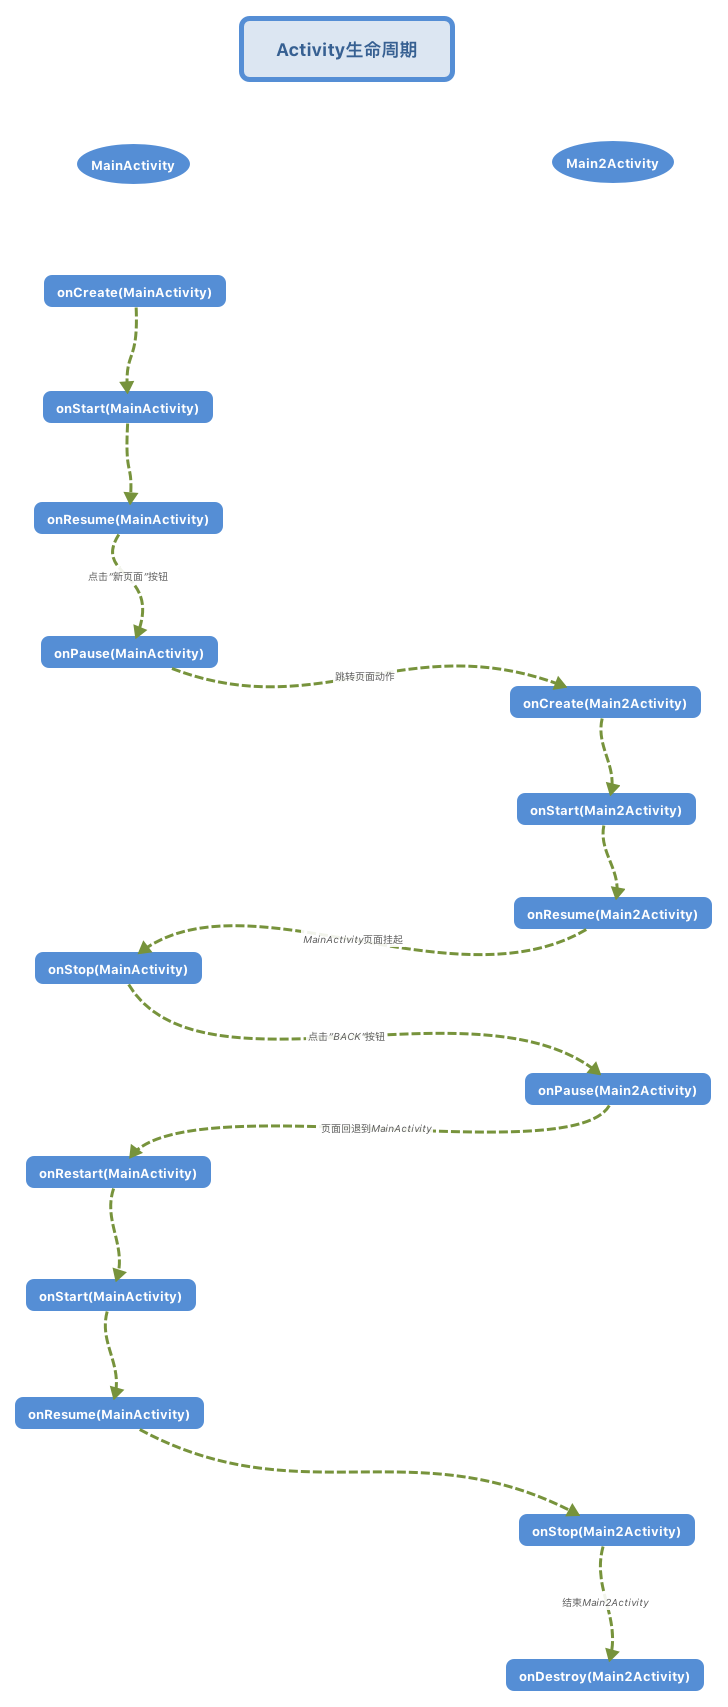 Activity生命周期
MainActivity
Main2Activity
onCreate(MainActivity)
onStart(MainActivity)
onResume(MainActivity)
点击"新页面"按钮
onPause(MainActivity)
跳转页面动作
onCreate(Main2Activity)
onStart(Main2Activity)
onResume(Main2Activity)
MainActivity页面挂起
onStop(MainActivity)
点击"BACK"按钮
onPause(Main2Activity)
页面回退到MainActivity
onRestart(MainActivity)
onStart(MainActivity)
onResume(MainActivity)
onStop(Main2Activity)
结束Main2Activity
onDestroy(Main2Activity)